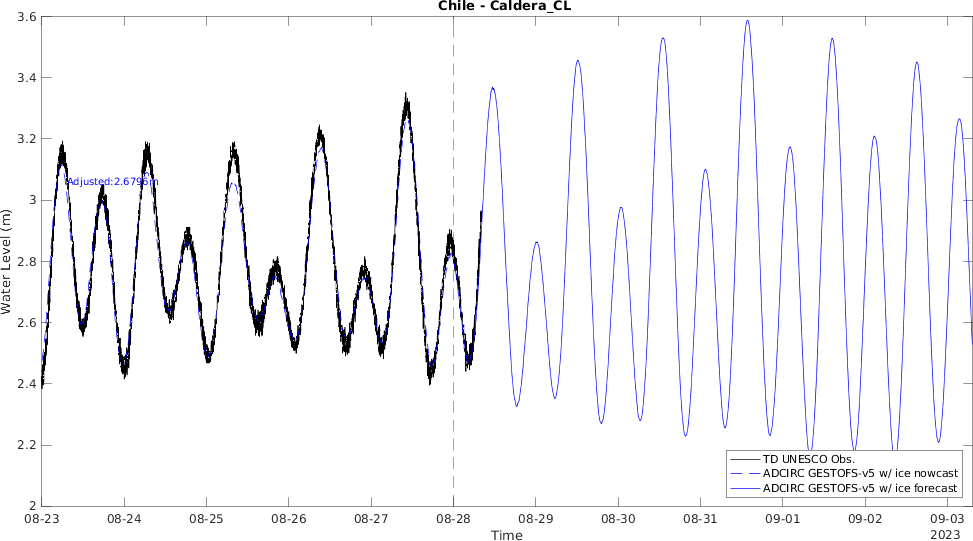 Chile - Caldera_CL
3.6
3.4
3.2
3
2.8
2.6
2.4
2.2
2
Water Level (m)
Adjusted:2.6796m
TD UNESCO Obs.
ADCIRC GESTOFS-v5 w/ ice nowcast
ADCIRC GESTOFS-v5 w/ ice forecast
08-23 08-24 08-25 08-26 08-27 08-28 08-29 08-30 08-31 09-01 09-02 09-03
2023
Time